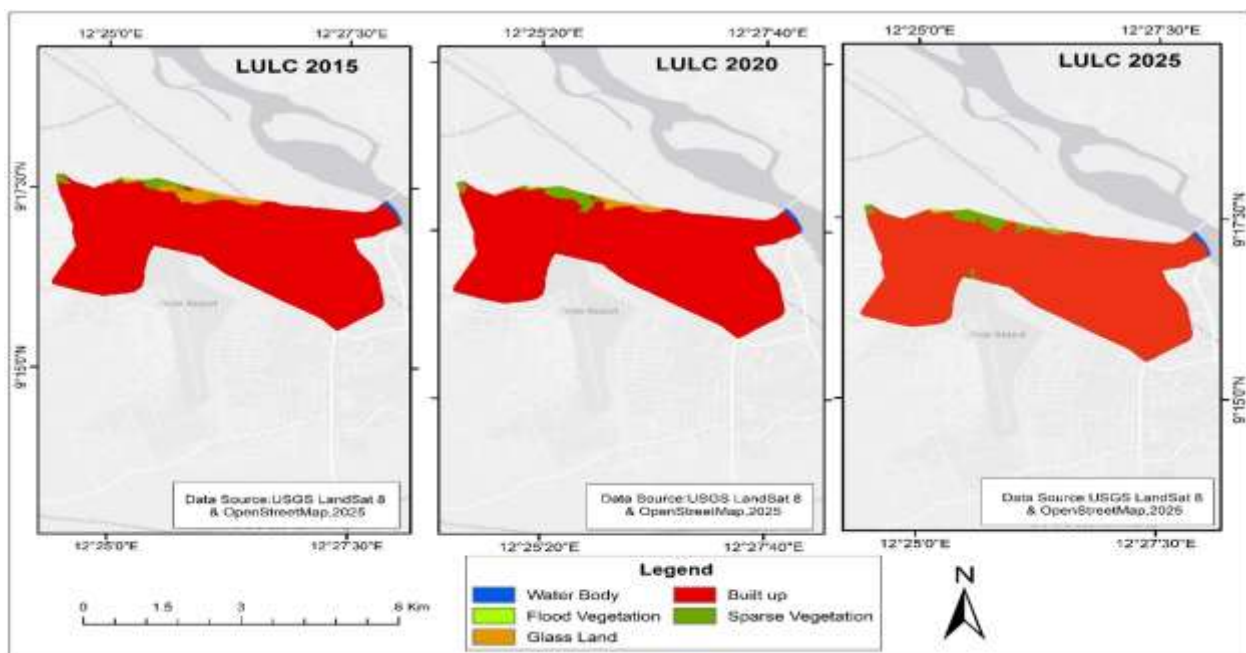 12°25'0"E 12°27'30"E 12°25'20"E 12°27'40"E 12°25'0"E 12°27'30"E
LULC 2015 LULC 2020 LULC 2025
9°17'30"N 9°17'30"N
9°15'0"N 9°15'0"N
Data Source:USGS LandSat 8
& OpenStreetMap,2025
Data Source:USGS LandSat 8
& OpenStreetMap,2025
Data Source:USGS LandSat 8
& OpenStreetMap,2025
12°25'0"E 12°27'30"E 12°25'20"E 12°27'40"E 12°25'0"E 12°27'30"E
Legend
Water Body Built up
Flood Vegetation Sparse Vegetation
Glass Land
0 1.5 3 6 Km
N